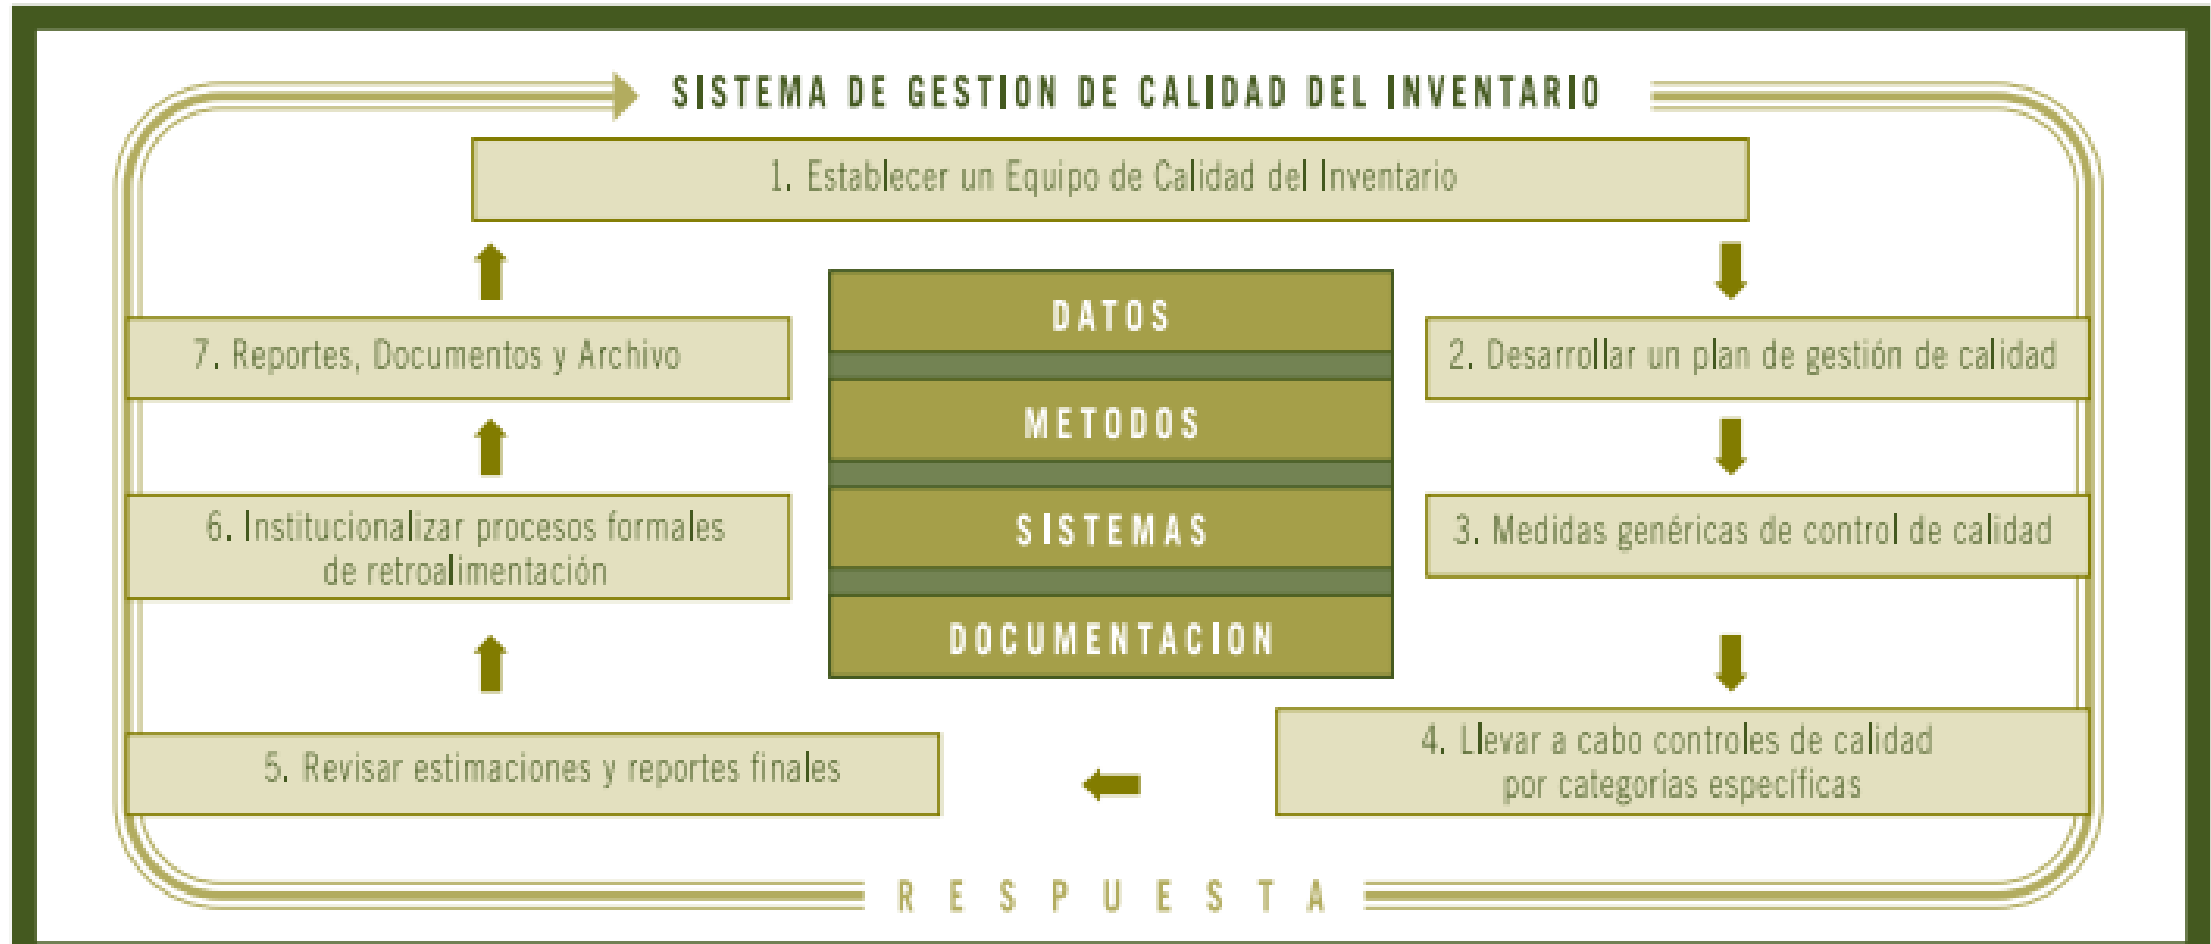 SISTEMA DE GESTION DE CALIDAD DEL INVENTARIO
1. Establecer un Equipo de Calidad del Inventario
DATOS
7. Reportes, Documentos y Archivo
2. Desarrollar un plan de gestión de calidad
METODOS
6. Institucionalizar procesos formales
de retroalimentación
SISTEMAS
3. Medidas genéricas de control de calidad
DOCUMENTACION
5. Revisar estimaciones y reportes finales
4. Llevar a cabo controles de calidad
por categorías específicas
RESPUESTA